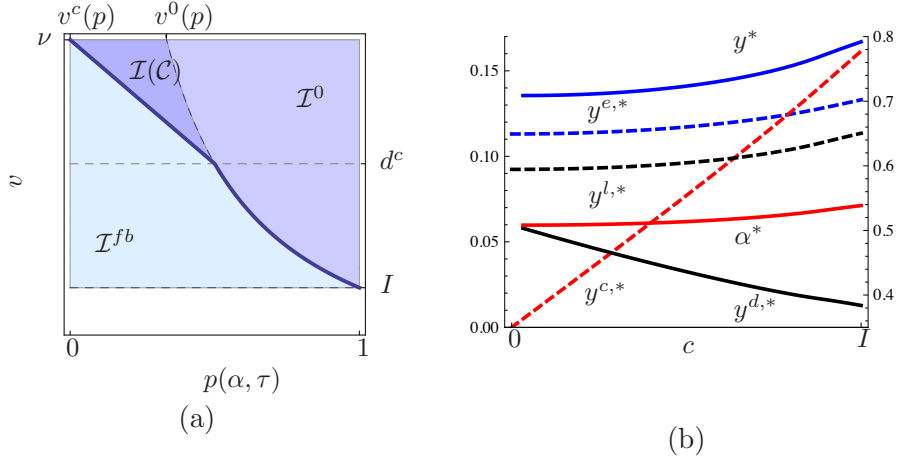 v^c(p) v^0(p)
ν
I(C)
I^0
v
d^c
I^{fb}
I
0 1
p(α, τ)
(a)
0.15
0.10
0.05
0.00
y^*
y^{e,*}
y^{l,*}
α^*
y^{c,*}
y^{d,*}
0.8
0.7
0.6
0.5
0.4
0 c I
(b)